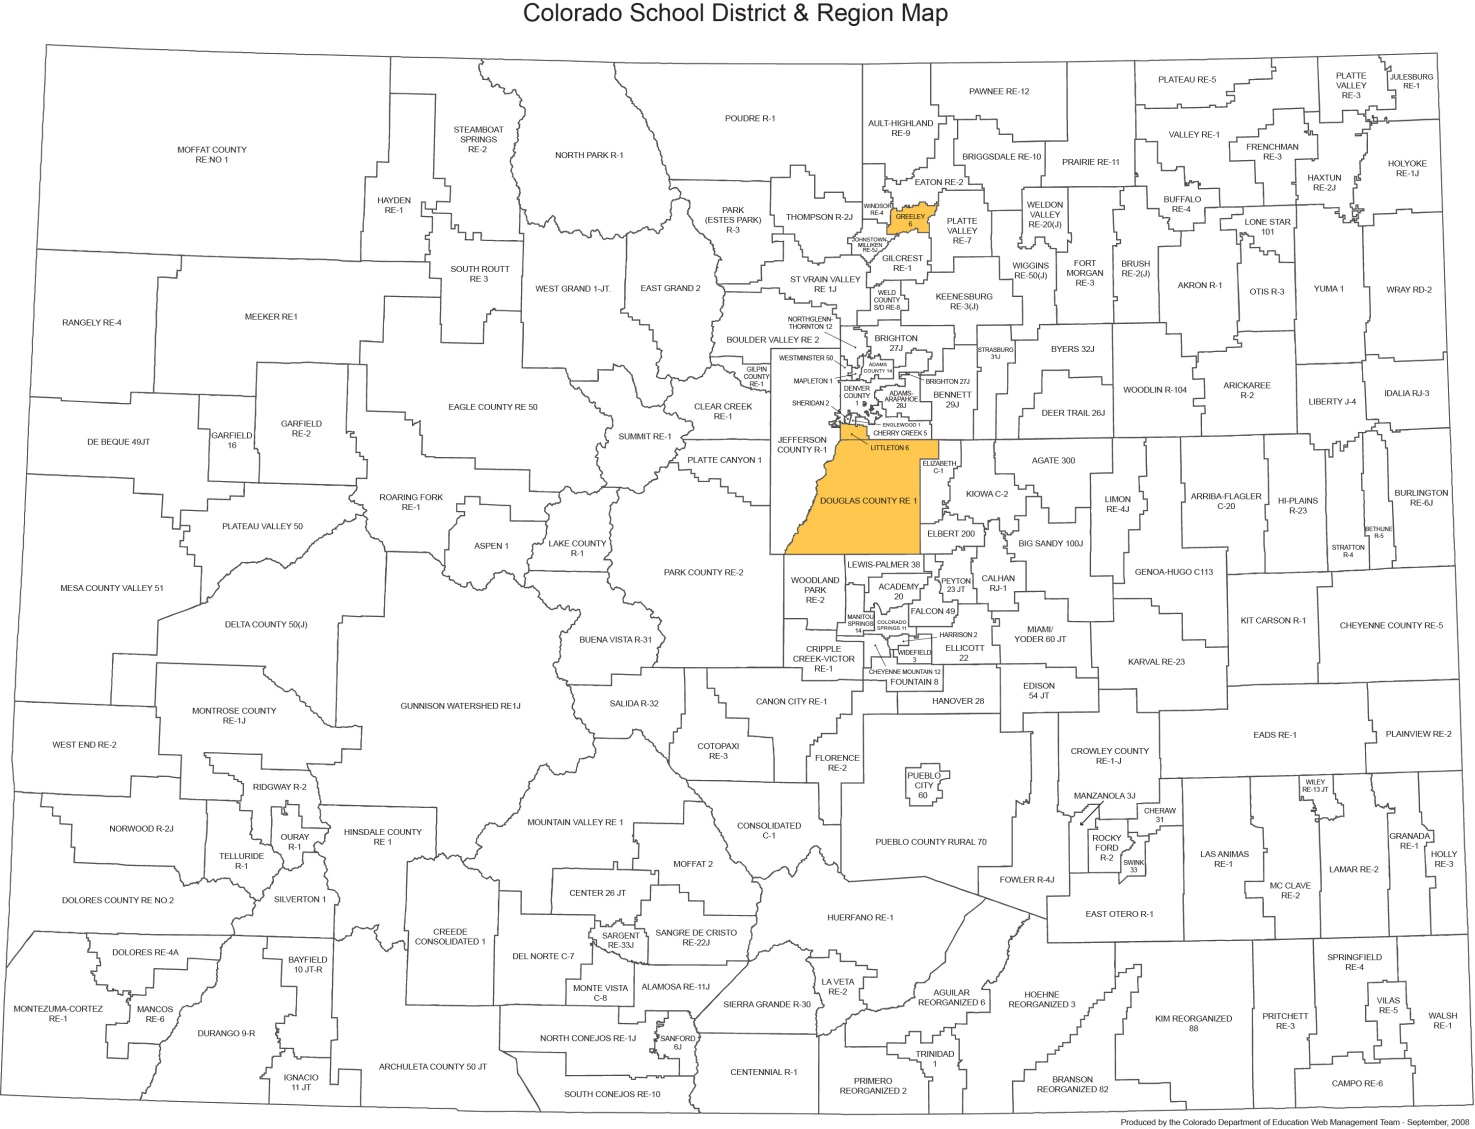 Colorado School District & Region Map
MOFFAT COUNTY
RE:NO 1
STEAMBOAT
SPRINGS
RE-2
HAYDEN
RE-1
NORTH PARK R-1
POUDRE R-1
AULT-HIGHLAND
RE-9
PAWNEE RE-12
BRIGGSDALE RE-10
PRAIRIE RE-11
PLATEAU RE-5
PLATTE
VALLEY
RE-3
JULESBURG
RE-1
VALLEY RE-1
FRENCHMAN
RE-3
HAXTUN
RE-2J
HOLYOKE
RE-1J
BUFFALO
RE-4
LONE STAR
101
EATON RE-2
WINDSOR
RE-4
GREELEY
6
PLATTE
VALLEY
RE-7
WELDON
VALLEY
RE-20(J)
PARK
(ESTES PARK)
R-3
THOMPSON R-2J
JOHNSTOWN-
MILLIKEN
RE-5J
GILCREST
RE-1
SOUTH ROUTT
RE 3
WEST GRAND 1-JT.
EAST GRAND 2
ST VRAIN VALLEY
RE 1J
WELD
COUNTY
S/D RE-8
KEENESBURG
RE-3(J)
WIGGINS
RE-50(J)
FORT
MORGAN
RE-3
BRUSH
RE-2(J)
AKRON R-1
OTIS R-3
YUMA 1
WRAY RD-2
RANGELY RE-4
MEEKER RE1
NORTHGLENN-
THORNTON 12
BOULDER VALLEY RE 2
BRIGHTON
27J
STRASBURG
31J
BYERS 32J
WESTMINSTER 50
ADAMS
COUNTY 14
MAPLETON 1
BRIGHTON 27J
GILPIN
COUNTY
RE-1
DENVER
COUNTY
1
ADAMS-
ARAPAHOE
28J
BENNETT
29J
SHERIDAN 2
ENGLEWOOD 1
CHERRY CREEK 5
DEER TRAIL 26J
WOODLIN R-104
ARICKAREE
R-2
LIBERTY J-4
IDALIA RJ-3
EAGLE COUNTY RE 50
CLEAR CREEK
RE-1
SUMMIT RE-1
JEFFERSON
COUNTY R-1
LITTLETON 6
DE BEQUE 49JT
GARFIELD
16
GARFIELD
RE-2
PLATTE CANYON 1
ELIZABETH
C-1
KIOWA C-2
AGATE 300
DOUGLAS COUNTY RE 1
LIMON
RE-4J
ARRIBA-FLAGLER
C-20
HI-PLAINS
R-23
STRATTON
R-4
BETHUNE
R-5
BURLINGTON
RE-6J
ROARING FORK
RE-1
PLATEAU VALLEY 50
ASPEN 1
LAKE COUNTY
R-1
ELBERT 200
BIG SANDY 100J
PARK COUNTY RE-2
LEWIS-PALMER 38
WOODLAND
PARK
RE-2
ACADEMY
20
PEYTON
23 JT
CALHAN
RJ-1
GENOA-HUGO C113
MESA COUNTY VALLEY 51
DELTA COUNTY 50(J)
MANITOU
SPRINGS
14
COLORADO
SPRINGS 11
FALCON 49
HARRISON 2
WIDEFIELD
3
ELLICOTT
22
MIAMI/
YODER 60 JT
KIT CARSON R-1
CHEYENNE COUNTY RE-5
BUENA VISTA R-31
CRIPPLE
CREEK-VICTOR
RE-1
CHEYENNE MOUNTAIN 12
FOUNTAIN 8
KARVAL RE-23
EDISON
54 JT
HANOVER 28
MONTROSE COUNTY
RE-1J
GUNNISON WATERSHED RE1J
SALIDA R-32
CANON CITY RE-1
COTOPAXI
RE-3
FLORENCE
RE-2
WEST END RE-2
CROWLEY COUNTY
RE-1-J
EADS RE-1
PLAINVIEW RE-2
PUEBLO
CITY
60
PUEBLO COUNTY RURAL 70
RIDGWAY R-2
MANZANOLA 3J
CHERAW
31
WILEY
RE-13 JT
NORWOOD R-2J
OURAY
R-1
HINSDALE COUNTY
RE 1
MOUNTAIN VALLEY RE 1
CONSOLIDATED
C-1
ROCKY
FORD
R-2
SWINK
33
LAS ANIMAS
RE-1
MC CLAVE
RE-2
LAMAR RE-2
GRANADA
RE-1
HOLLY
RE-3
TELLURIDE
R-1
MOFFAT 2
FOWLER R-4J
CENTER 26 JT
DOLORES COUNTY RE NO.2
SILVERTON 1
HUERFANO RE-1
EAST OTERO R-1
CREEDE
CONSOLIDATED 1
SARGENT
RE-33J
SANGRE DE CRISTO
RE-22J
DOLORES RE-4A
BAYFIELD
10 JT-R
DEL NORTE C-7
MONTE VISTA
C-8
ALAMOSA RE-11J
LA VETA
RE-2
SIERRA GRANDE R-30
AGUILAR
REORGANIZED 6
HOEHNE
REORGANIZED 3
SPRINGFIELD
RE-4
VILAS
RE-5
MONTEZUMA-CORTEZ
RE-1
MANCOS
RE-6
DURANGO 9-R
KIM REORGANIZED
88
PRITCHETT
RE-3
WALSH
RE-1
NORTH CONEJOS RE-1J
SANFORD
6J
IGNACIO
11 JT
ARCHULETA COUNTY 50 JT
CENTENNIAL R-1
SOUTH CONEJOS RE-10
TRINIDAD
1
PRIMERO
REORGANIZED 2
BRANSON
REORGANIZED 82
CAMPO RE-6
Produced by the Colorado Department of Education Web Management Team - September, 2008